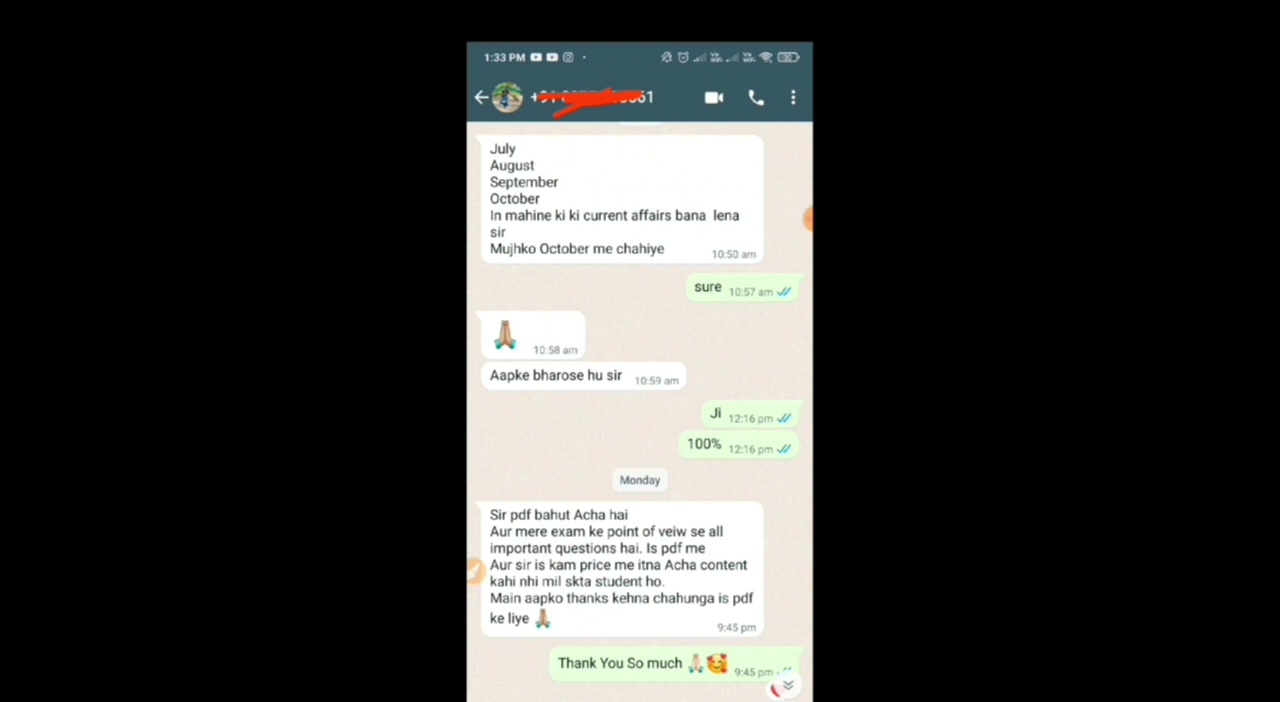 1:33 PM
July
August
September
October
In mahine ki ki current affairs bana lena
sir
Mujhko October me chahiye
10:50 am
sure 10:57 am
10:58 am
Aapke bharose hu sir 10:59 am
Ji 12:16 pm
100% 12:16 pm
Monday
Sir pdf bahut Acha hai
Aur mere exam ke point of veiw se all
important questions hai. Is pdf me
Aur sir is kam price me itna Acha content
kahi nhi mil skta student ho.
Main aapko thanks kehna chahunga is pdf
ke liye 🙏🏽
9:45 pm
Thank You So much 🙏🏻🥰 9:45 pm